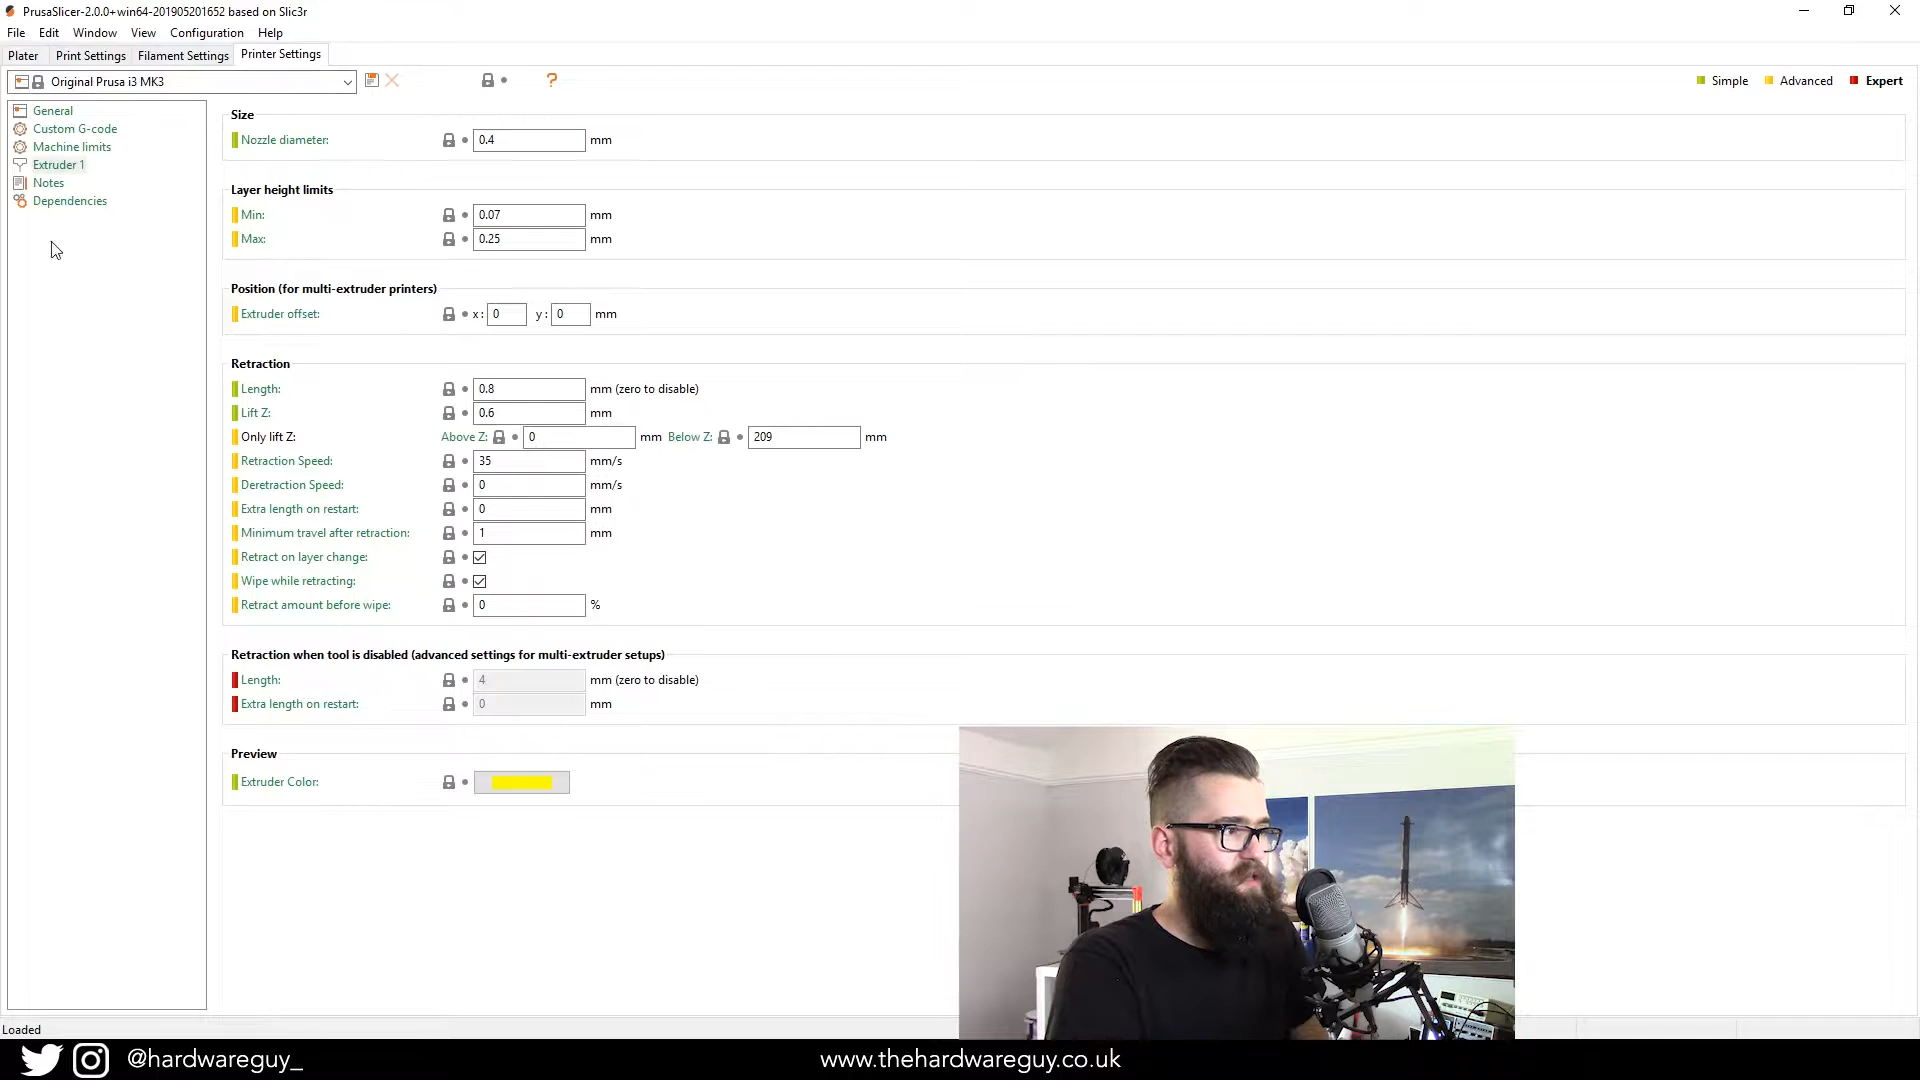 PrusaSlicer-2.0.0+win64-201905201652 based on Slic3r
File Edit Window View Configuration Help
Plater Print Settings Filament Settings Printer Settings
Original Prusa i3 MK3 ? Simple Advanced Expert
General
Custom G-code
Machine limits
Extruder 1
Notes
Dependencies
Size
Nozzle diameter: 0.4 mm
Layer height limits
Min: 0.07 mm
Max: 0.25 mm
Position (for multi-extruder printers)
Extruder offset: x: 0 y: 0 mm
Retraction
Length: 0.8 mm (zero to disable)
Lift Z: 0.6 mm
Only lift Z: Above Z: 0 mm Below Z: 209 mm
Retraction Speed: 35 mm/s
Deretraction Speed: 0 mm/s
Extra length on restart: 0 mm
Minimum travel after retraction: 1 mm
Retract on layer change:
Wipe while retracting:
Retract amount before wipe: 0 %
Retraction when tool is disabled (advanced settings for multi-extruder setups)
Length: 4 mm (zero to disable)
Extra length on restart: 0 mm
Preview
Extruder Color:
Loaded
@hardwareguy_ www.thehardwareguy.co.uk